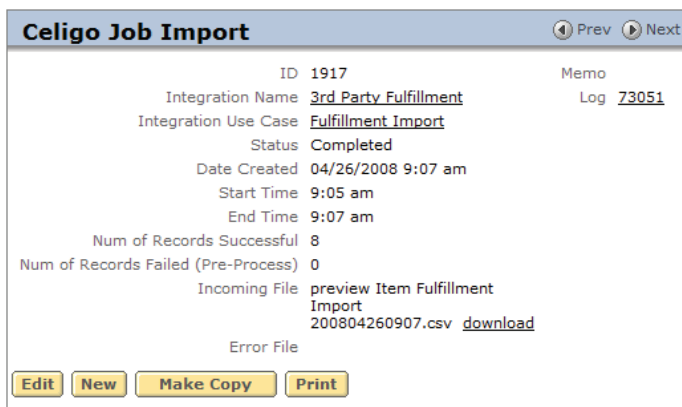 Celigo Job Import Prev Next
ID 1917 Memo
Integration Name 3rd Party Fulfillment Log 73051
Integration Use Case Fulfillment Import
Status Completed
Date Created 04/26/2008 9:07 am
Start Time 9:05 am
End Time 9:07 am
Num of Records Successful 8
Num of Records Failed (Pre-Process) 0
Incoming File preview Item Fulfillment
Import
200804260907.csv download
Error File
Edit New Make Copy Print